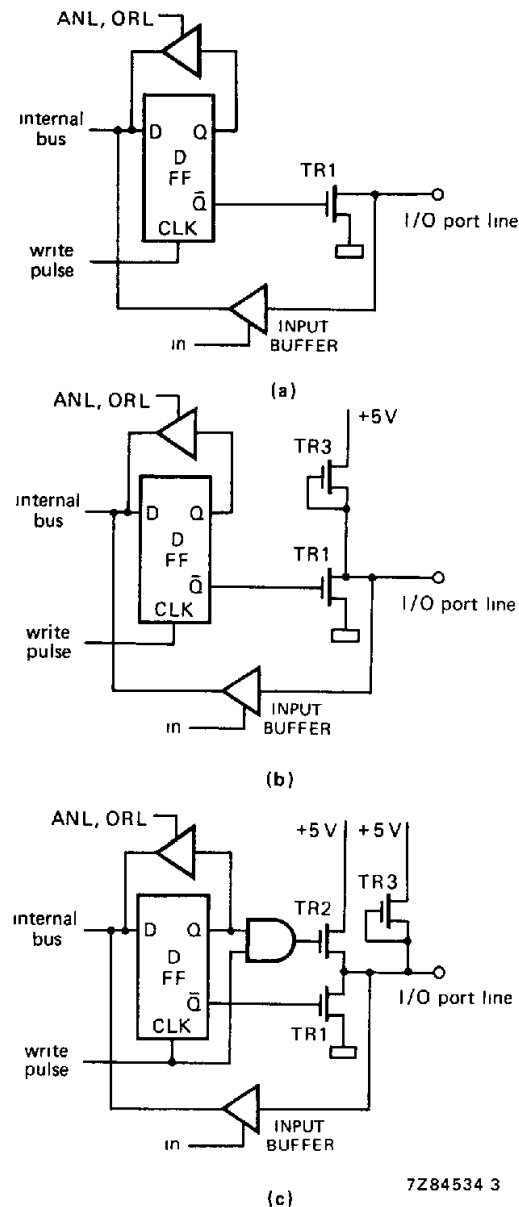 ANL, ORL
internal
bus
D Q
D
FF
Q̄
CLK
write
pulse
TR1
I/O port line
INPUT
BUFFER
in
(a)
ANL, ORL
+5V
TR3
internal
bus
D Q
D
FF
Q̄
CLK
TR1
I/O port line
write
pulse
INPUT
BUFFER
in
(b)
ANL, ORL
+5V +5V
TR3
TR2
internal
bus
D Q
D
FF
Q̄
CLK
I/O port line
TR1
write
pulse
INPUT
BUFFER
in
(c)
7Z84534 3